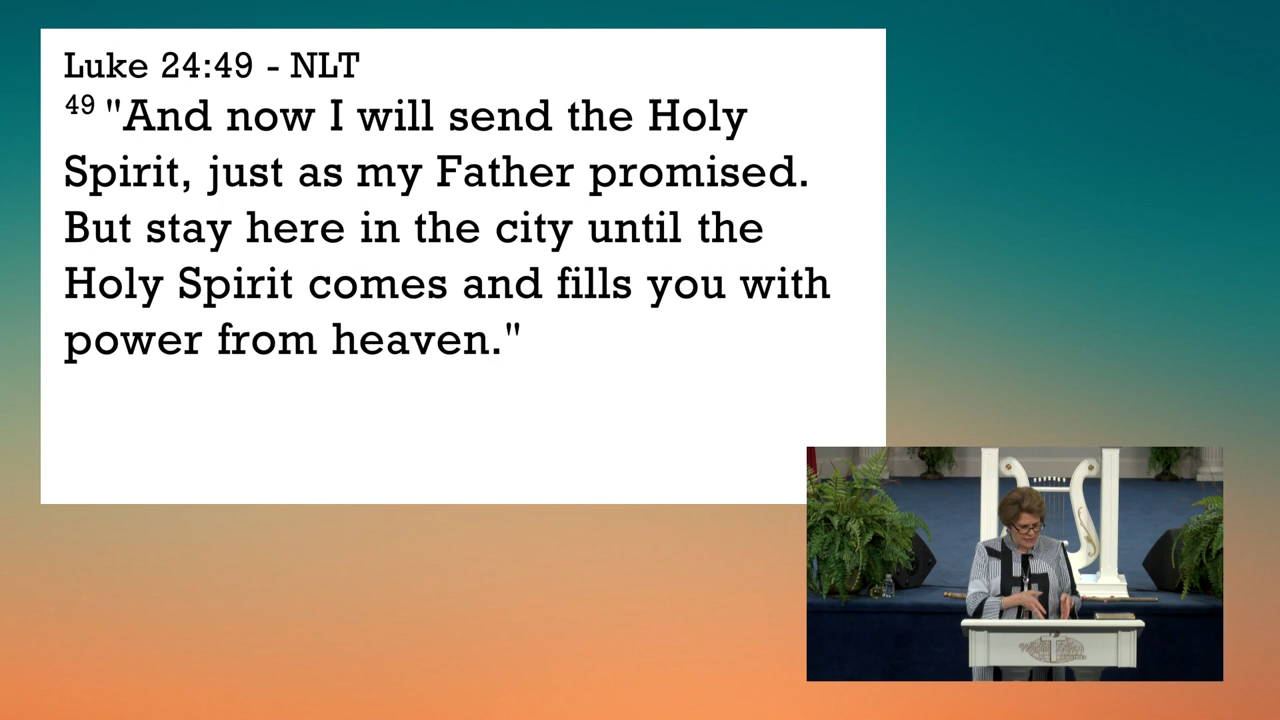 Luke 24:49 - NLT
49 "And now I will send the Holy
Spirit, just as my Father promised.
But stay here in the city until the
Holy Spirit comes and fills you with
power from heaven."